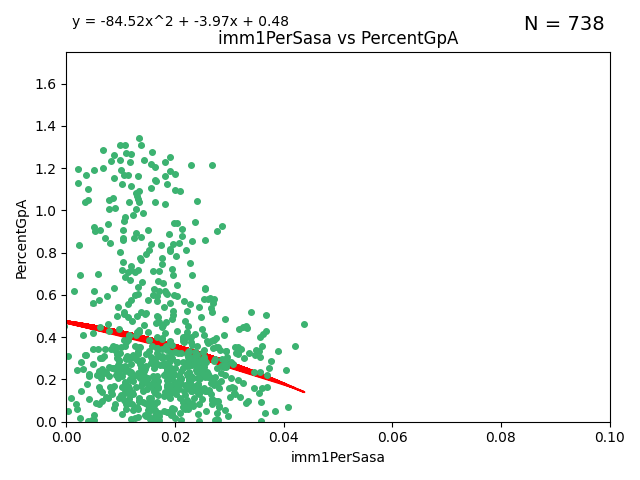 y = -84.52x^2 + -3.97x + 0.48
N = 738
imm1PerSasa vs PercentGpA
PercentGpA
1.6
1.4
1.2
1.0
0.8
0.6
0.4
0.2
0.0
0.00 0.02 0.04 0.06 0.08 0.10
imm1PerSasa